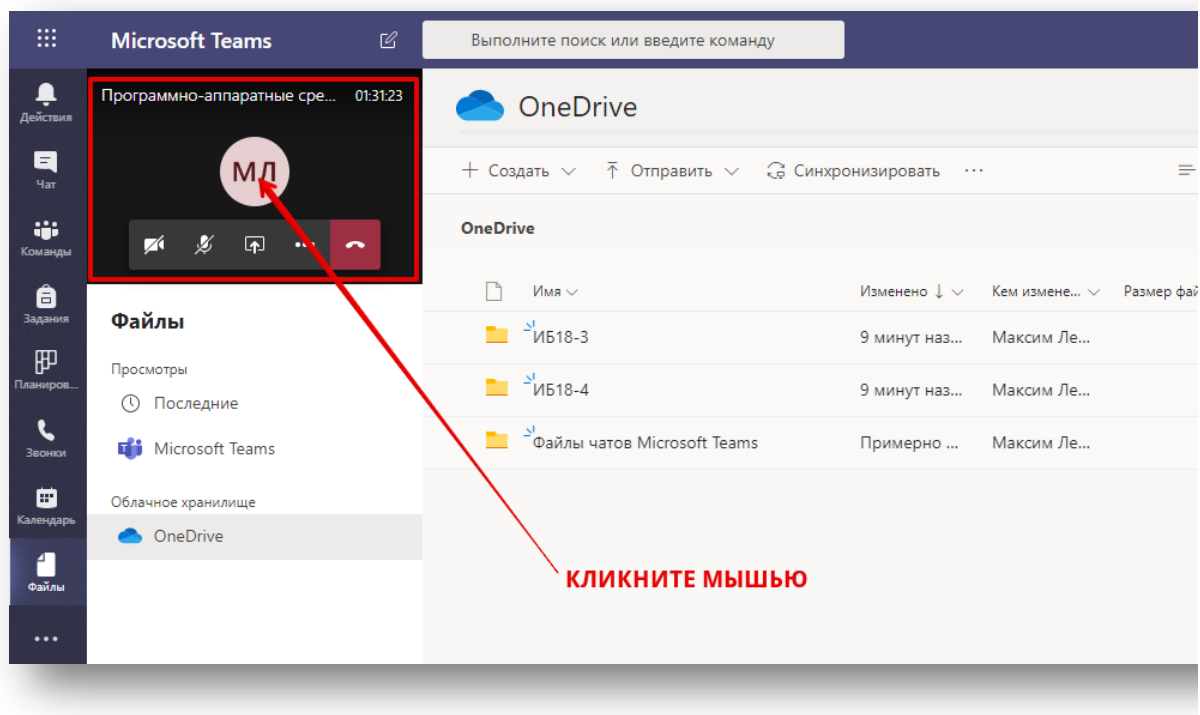 Microsoft Teams
Выполните поиск или введите команду
Действия
Чат
Команды
Задания
Планиров...
Звонки
Календарь
Файлы
Программно-аппаратные сре... 01:31:23
МЛ
Файлы
Просмотры
Последние
Microsoft Teams
Облачное хранилище
OneDrive
OneDrive
Создать Отправить Синхронизировать ...
OneDrive
Имя Изменено ↓ Кем измене... Размер фай
ИБ18-3 9 минут наз... Максим Ле...
ИБ18-4 9 минут наз... Максим Ле...
Файлы чатов Microsoft Teams Примерно ... Максим Ле...
КЛИКНИТЕ МЫШЬЮ